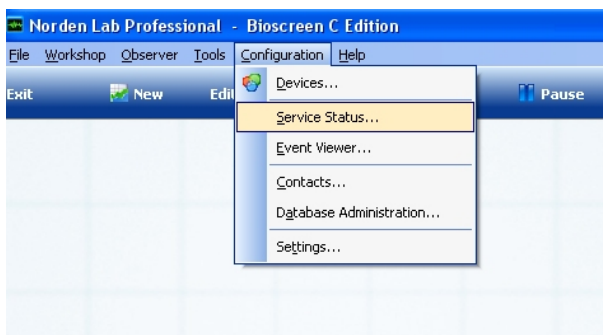 Norden Lab Professional - Bioscreen C Edition
File Workshop Observer Tools Configuration Help
Exit New Edit Pause
Devices...
Service Status...
Event Viewer...
Contacts...
Database Administration...
Settings...